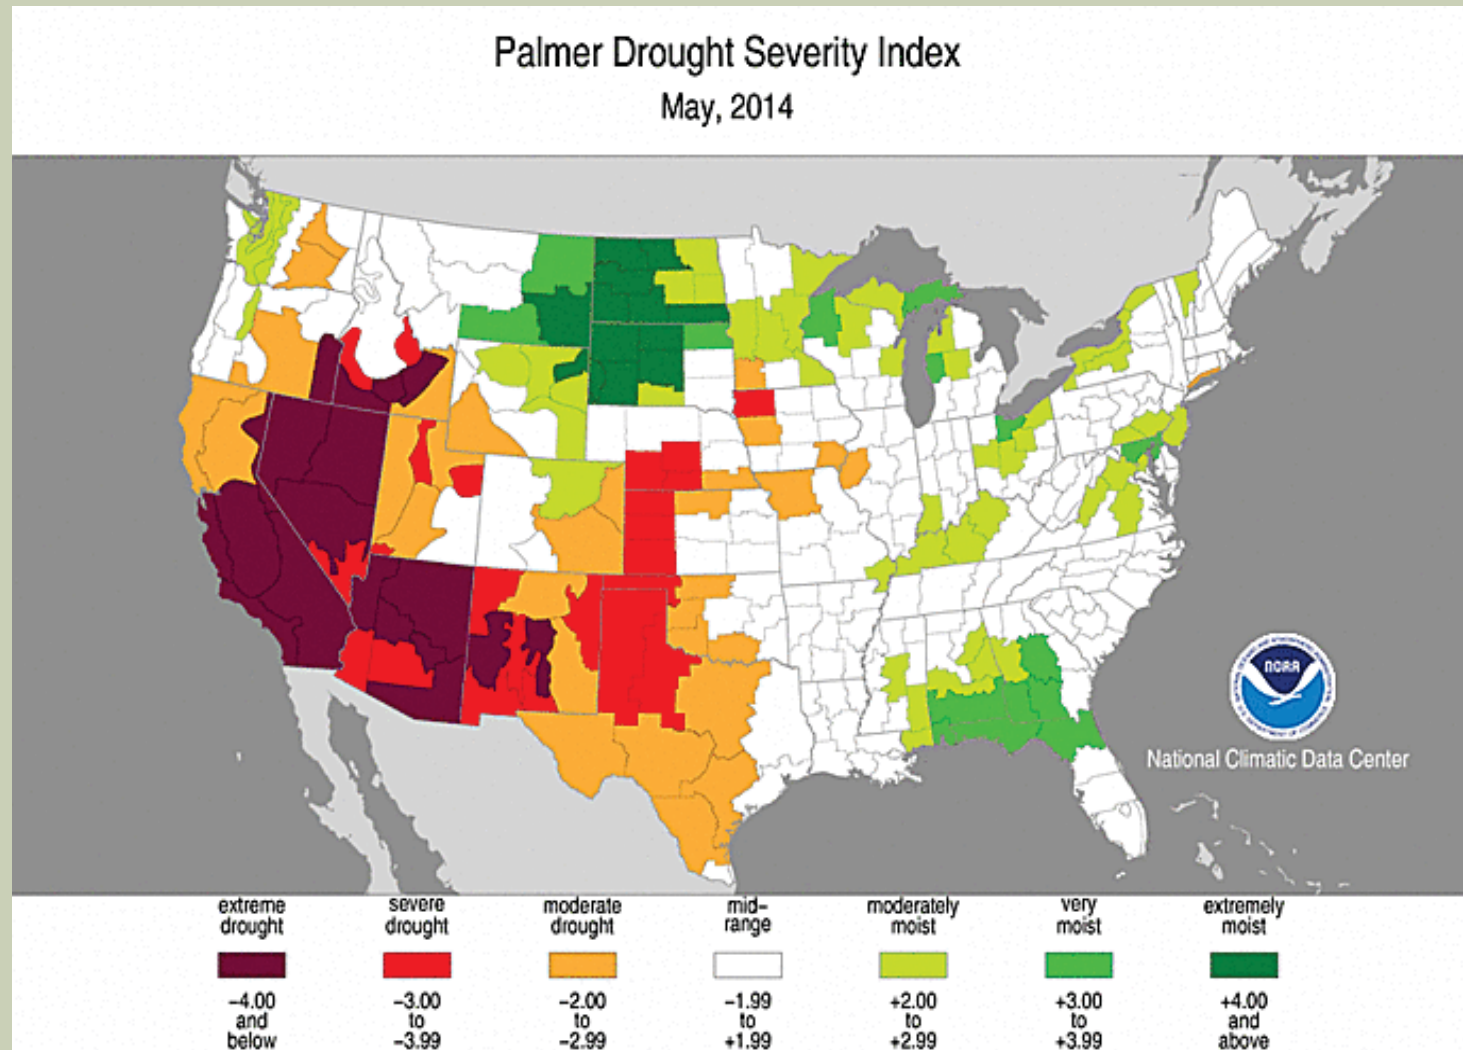 Palmer Drought Severity Index
May, 2014
NOAA
National Climatic Data Center
extreme
drought
severe
drought
moderate
drought
mid-
range
moderately
moist
very
moist
extremely
moist
-4.00
and
below
-3.00
to
-3.99
-2.00
to
-2.99
-1.99
to
+1.99
+2.00
to
+2.99
+3.00
to
+3.99
+4.00
and
above